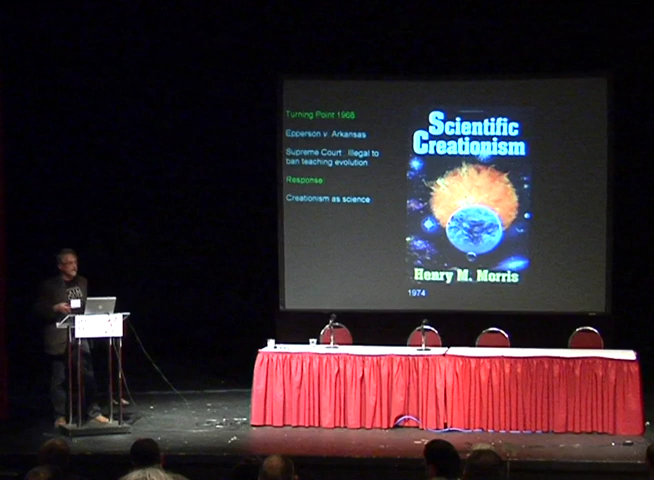 Turning Point 1968
Epperson v. Arkansas
Supreme Court : Illegal to
ban teaching evolution
Response:
Creationism as science
Scientific
Creationism
Henry M. Morris
1974